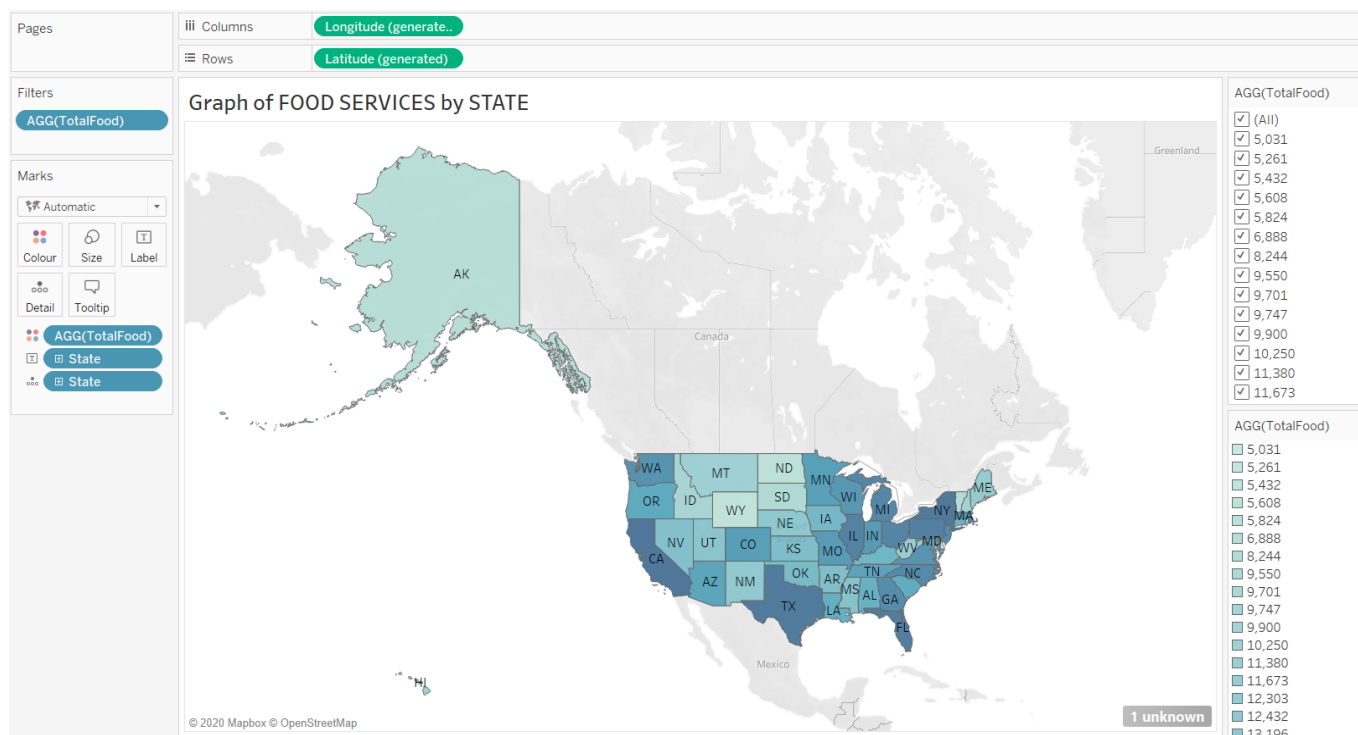 Pages
Columns
Longitude (generate..
Rows
Latitude (generated)
Filters
AGG(TotalFood)
Marks
Automatic
Colour
Size
Label
Detail
Tooltip
AGG(TotalFood)
State
State
Graph of FOOD SERVICES by STATE
Greenland
AK
Canada
WA
MT
ND
MN
ME
OR
ID
SD
WI
MI
NY
MA
WY
NE
IA
IL
IN
MD
NV
UT
CO
KS
MO
WV
CA
AZ
NM
OK
AR
TN
NC
TX
LA
MS
AL
GA
FL
Mexico
HI
© 2020 Mapbox © OpenStreetMap
1 unknown
AGG(TotalFood)
(All)
5,031
5,261
5,432
5,608
5,824
6,888
8,244
9,550
9,701
9,747
9,900
10,250
11,380
11,673
AGG(TotalFood)
5,031
5,261
5,432
5,608
5,824
6,888
8,244
9,550
9,701
9,747
9,900
10,250
11,380
11,673
12,303
12,432
13,196